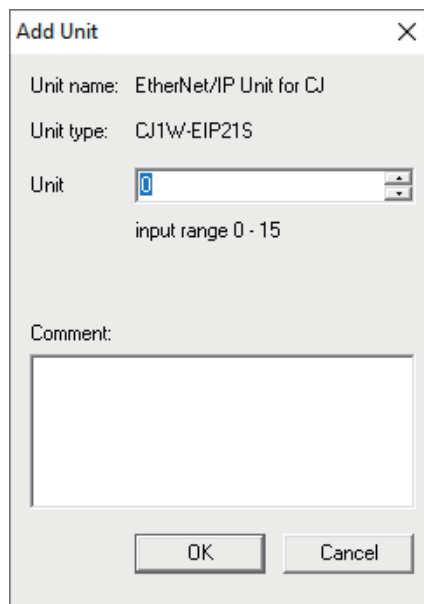 Add Unit
Unit name: EtherNet/IP Unit for CJ
Unit type: CJ1W-EIP21S
Unit 0
input range 0 - 15
Comment:
OK Cancel